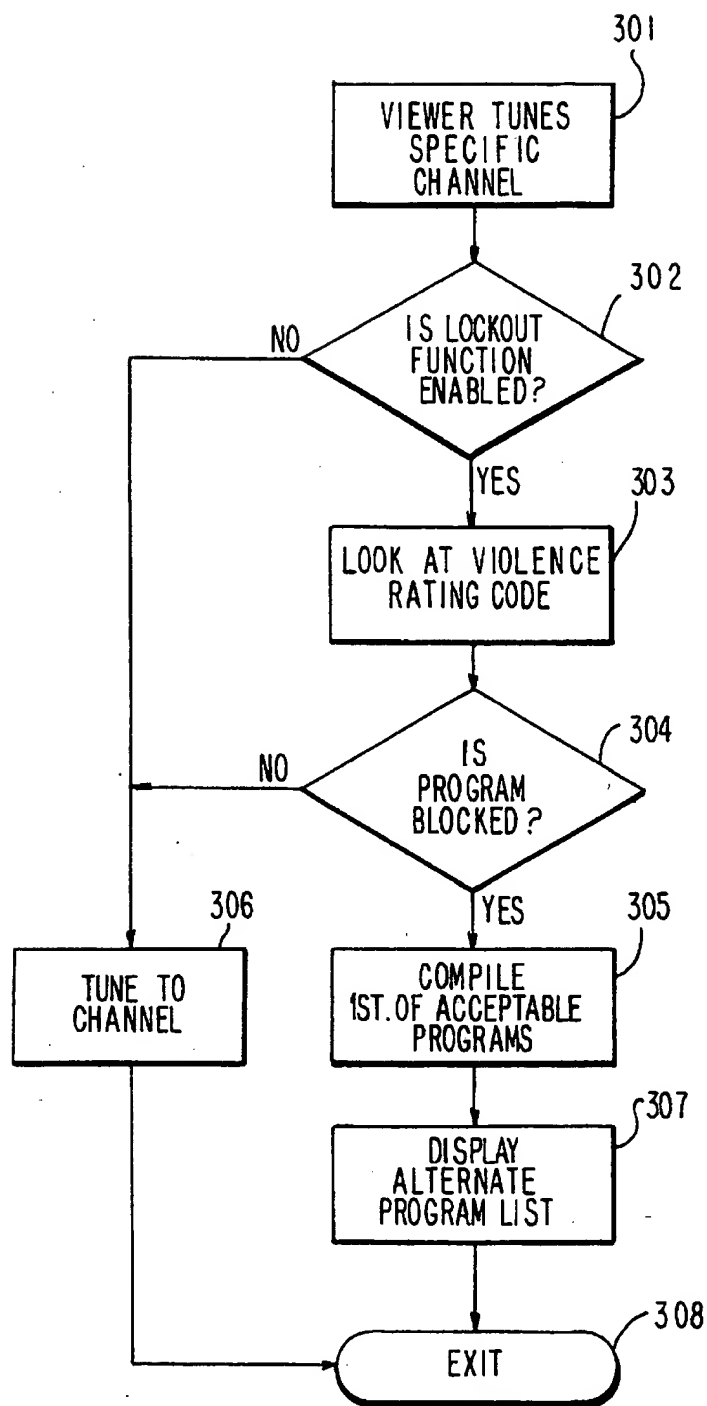 301
VIEWER TUNES
SPECIFIC
CHANNEL
302
IS LOCKOUT
FUNCTION
ENABLED?
NO
YES
303
LOOK AT VIOLENCE
RATING CODE
304
IS
PROGRAM
BLOCKED?
NO
YES
305
COMPILE
1ST. OF ACCEPTABLE
PROGRAMS
306
TUNE TO
CHANNEL
307
DISPLAY
ALTERNATE
PROGRAM LIST
308
EXIT